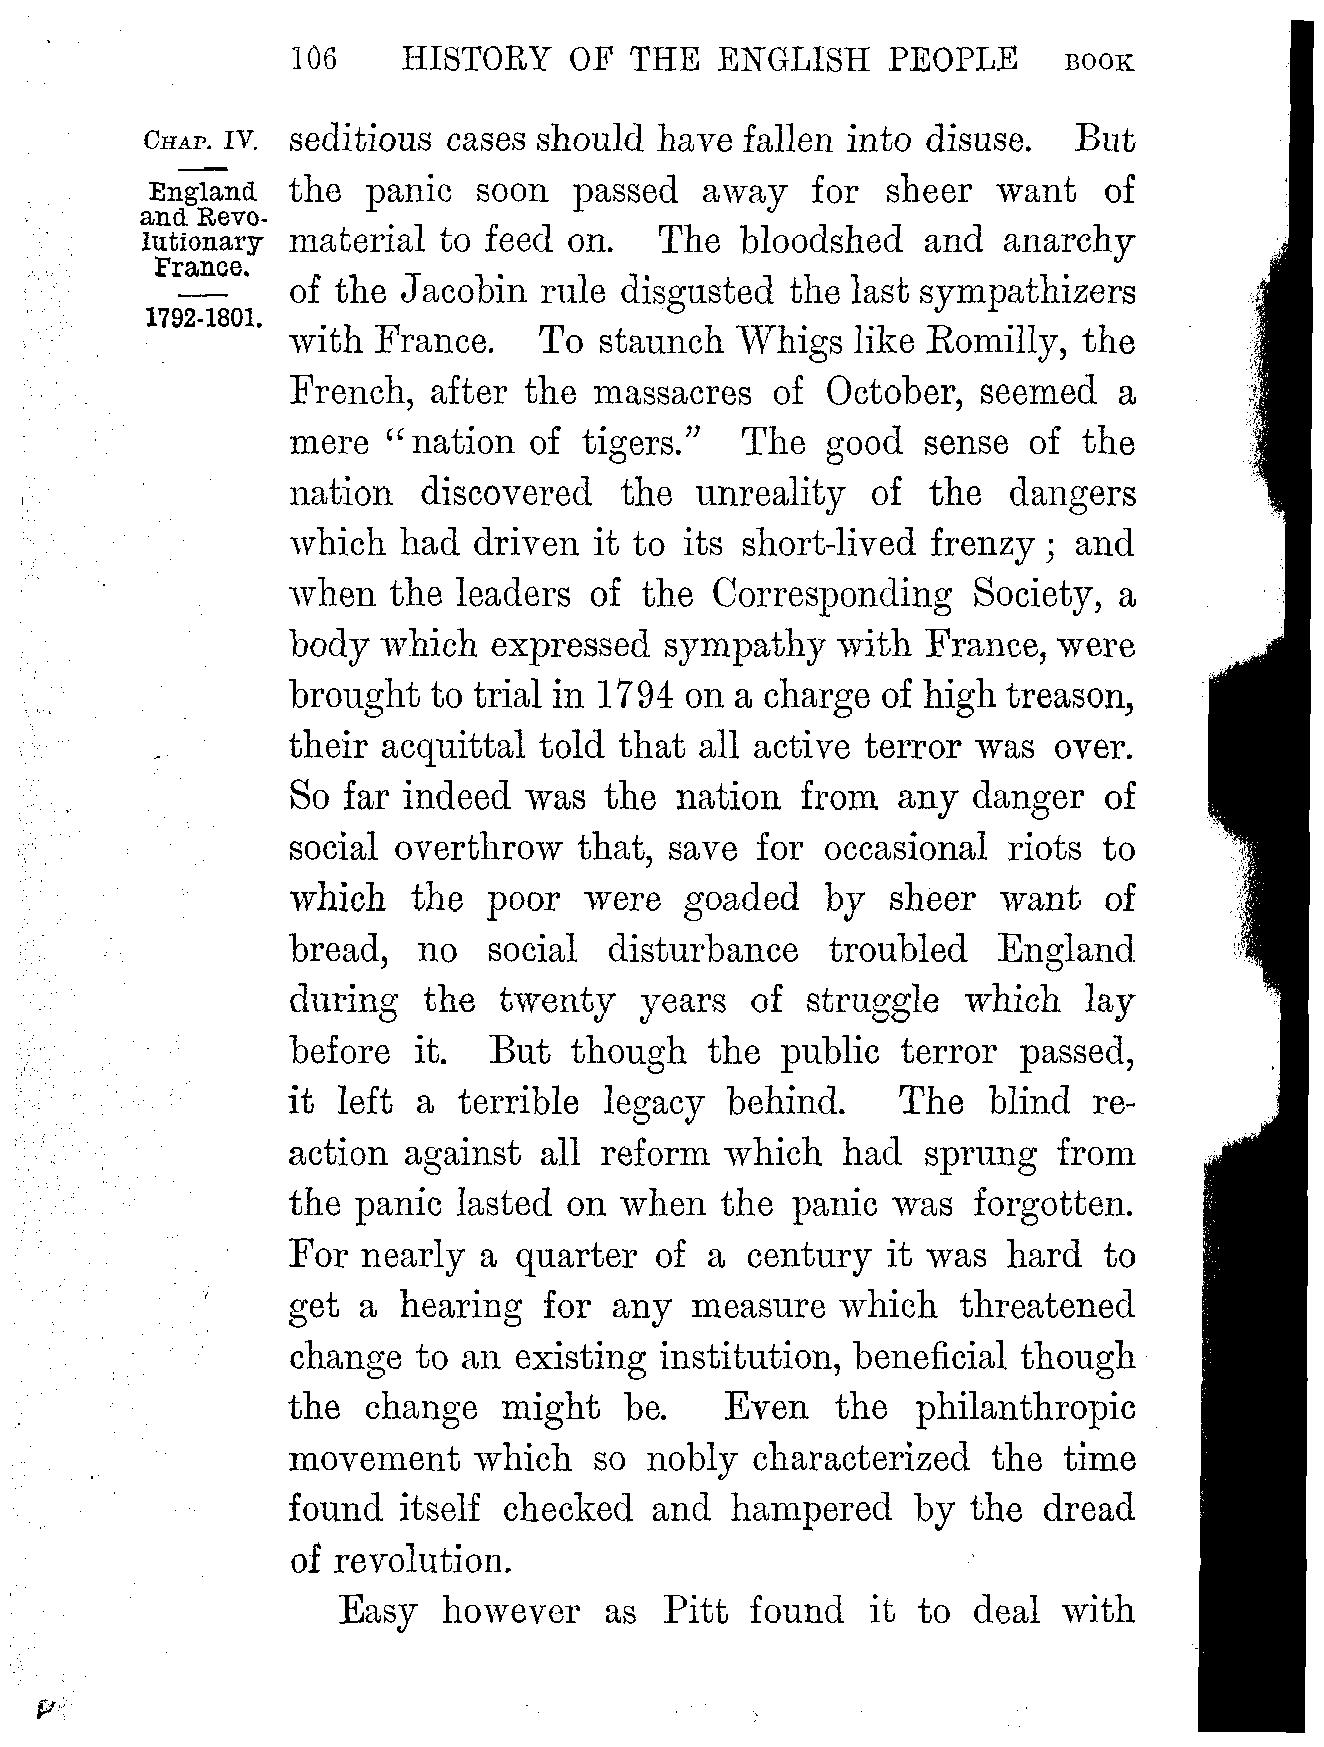 106 HISTORY OF THE ENGLISH PEOPLE BOOK
CHAP. IV.
England
and Revo-
lutionary
France.
1792-1801.
seditious cases should have fallen into disuse. But
the panic soon passed away for sheer want of
material to feed on. The bloodshed and anarchy
of the Jacobin rule disgusted the last sympathizers
with France. To staunch Whigs like Romilly, the
French, after the massacres of October, seemed a
mere “nation of tigers.” The good sense of the
nation discovered the unreality of the dangers
which had driven it to its short-lived frenzy; and
when the leaders of the Corresponding Society, a
body which expressed sympathy with France, were
brought to trial in 1794 on a charge of high treason,
their acquittal told that all active terror was over.
So far indeed was the nation from any danger of
social overthrow that, save for occasional riots to
which the poor were goaded by sheer want of
bread, no social disturbance troubled England
during the twenty years of struggle which lay
before it. But though the public terror passed,
it left a terrible legacy behind. The blind re-
action against all reform which had sprung from
the panic lasted on when the panic was forgotten.
For nearly a quarter of a century it was hard to
get a hearing for any measure which threatened
change to an existing institution, beneficial though
the change might be. Even the philanthropic
movement which so nobly characterized the time
found itself checked and hampered by the dread
of revolution.
Easy however as Pitt found it to deal with